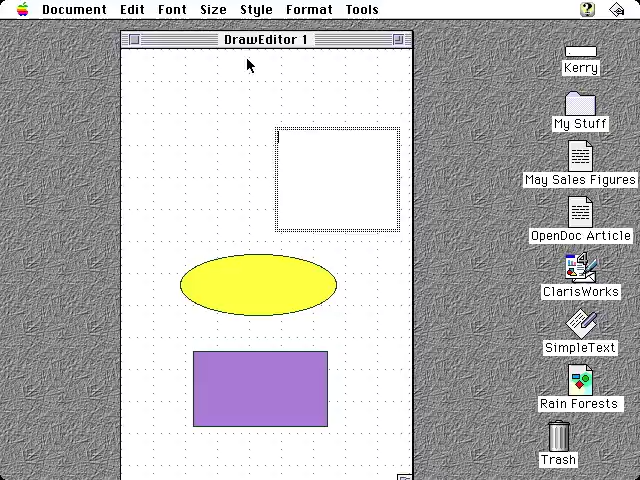 Document Edit Font Size Style Format Tools
DrawEditor 1
Kerry
My Stuff
May Sales Figures
OpenDoc Article
ClarisWorks
SimpleText
Rain Forests
Trash